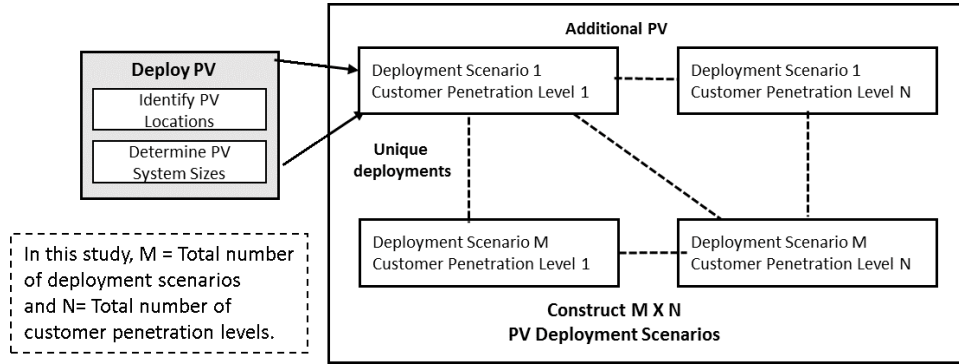 Deploy PV
Identify PV
Locations
Determine PV
System Sizes
In this study, M = Total number
of deployment scenarios
and N= Total number of
customer penetration levels.
Additional PV
Deployment Scenario 1
Customer Penetration Level 1
Deployment Scenario 1
Customer Penetration Level N
Unique
deployments
Deployment Scenario M
Customer Penetration Level 1
Deployment Scenario M
Customer Penetration Level N
Construct M X N
PV Deployment Scenarios